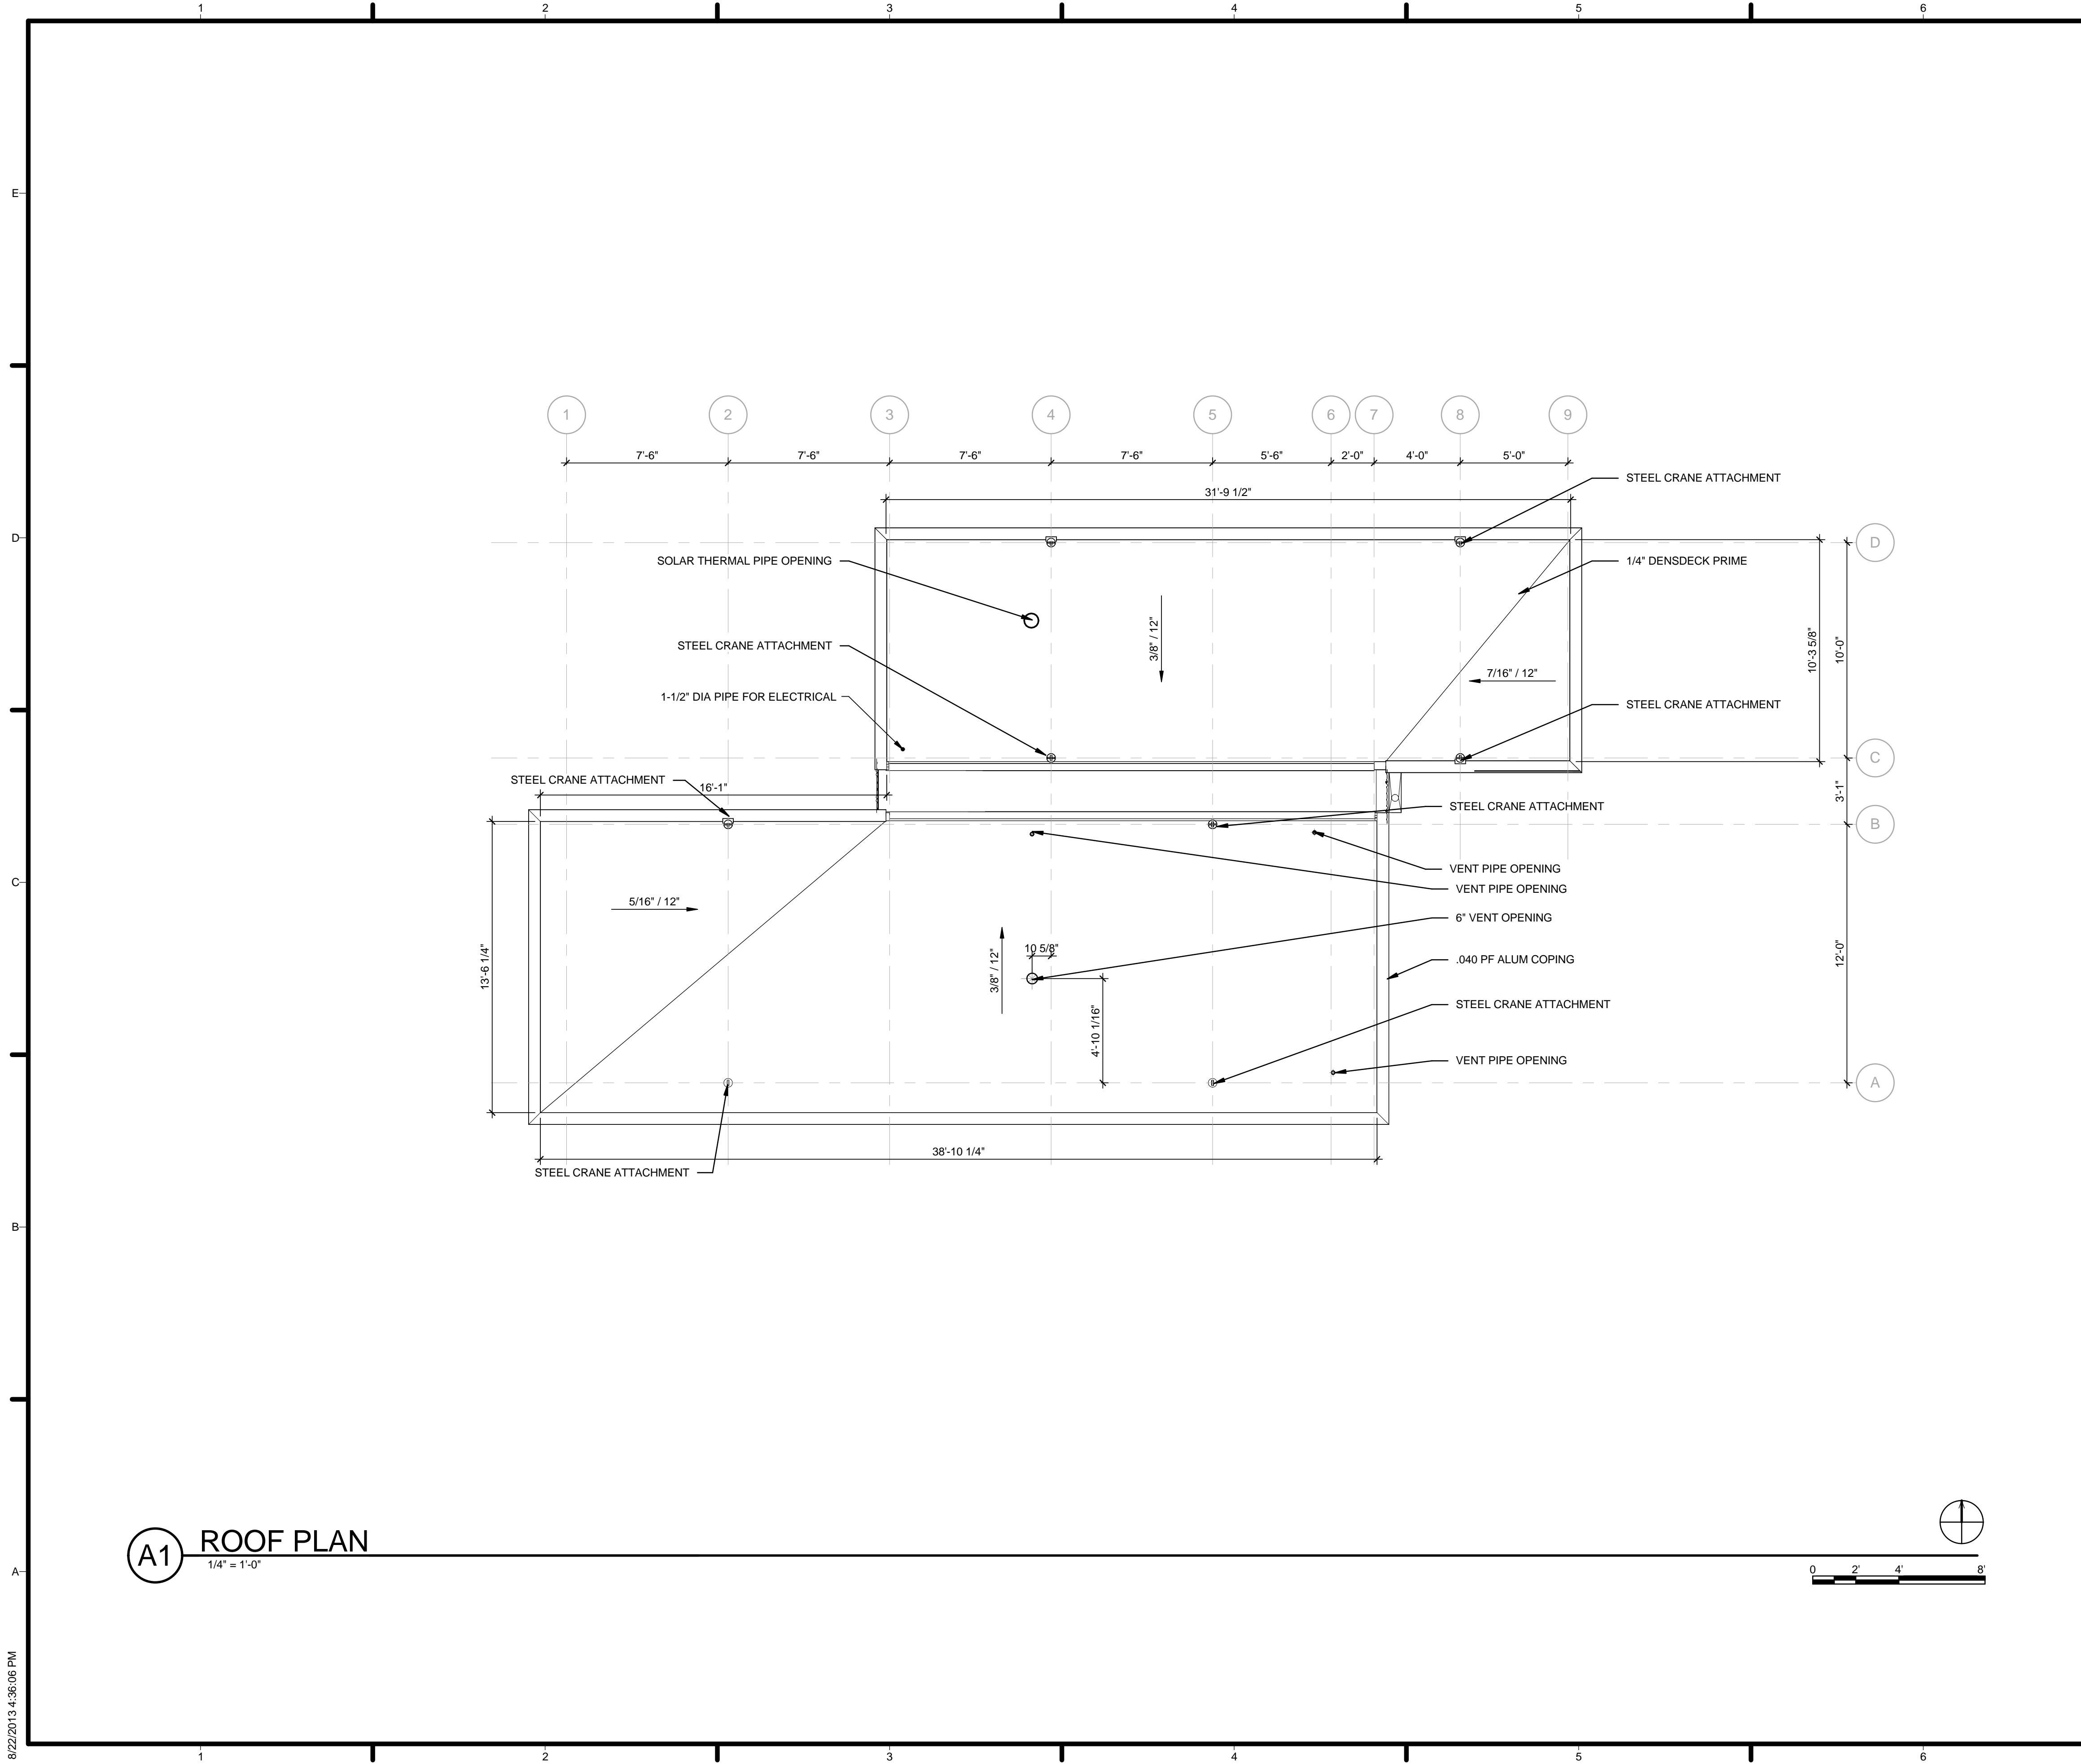 1 2 3 4 5 6
E
D
C
B
A
1 2 3 4 5 6 7 8 9
7'-6" 7'-6" 7'-6" 7'-6" 5'-6" 2'-0" 4'-0" 5'-0"
STEEL CRANE ATTACHMENT
31'-9 1/2"
D
SOLAR THERMAL PIPE OPENING
1/4" DENSDECK PRIME
3/8" / 12"
STEEL CRANE ATTACHMENT
10'-3 5/8"
10'-0"
7/16" / 12"
1-1/2" DIA PIPE FOR ELECTRICAL
STEEL CRANE ATTACHMENT
C
STEEL CRANE ATTACHMENT
16'-1"
3'-1"
STEEL CRANE ATTACHMENT
B
VENT PIPE OPENING
VENT PIPE OPENING
5/16" / 12"
6" VENT OPENING
10 5/8"
13'-6 1/4"
3/8" / 12"
.040 PF ALUM COPING
12'-0"
STEEL CRANE ATTACHMENT
4'-10 1/16"
VENT PIPE OPENING
A
38'-10 1/4"
STEEL CRANE ATTACHMENT
A1
ROOF PLAN
1/4" = 1'-0"
0 2' 4' 8'
8/22/2013 4:36:06 PM
1 2 3 4 5 6